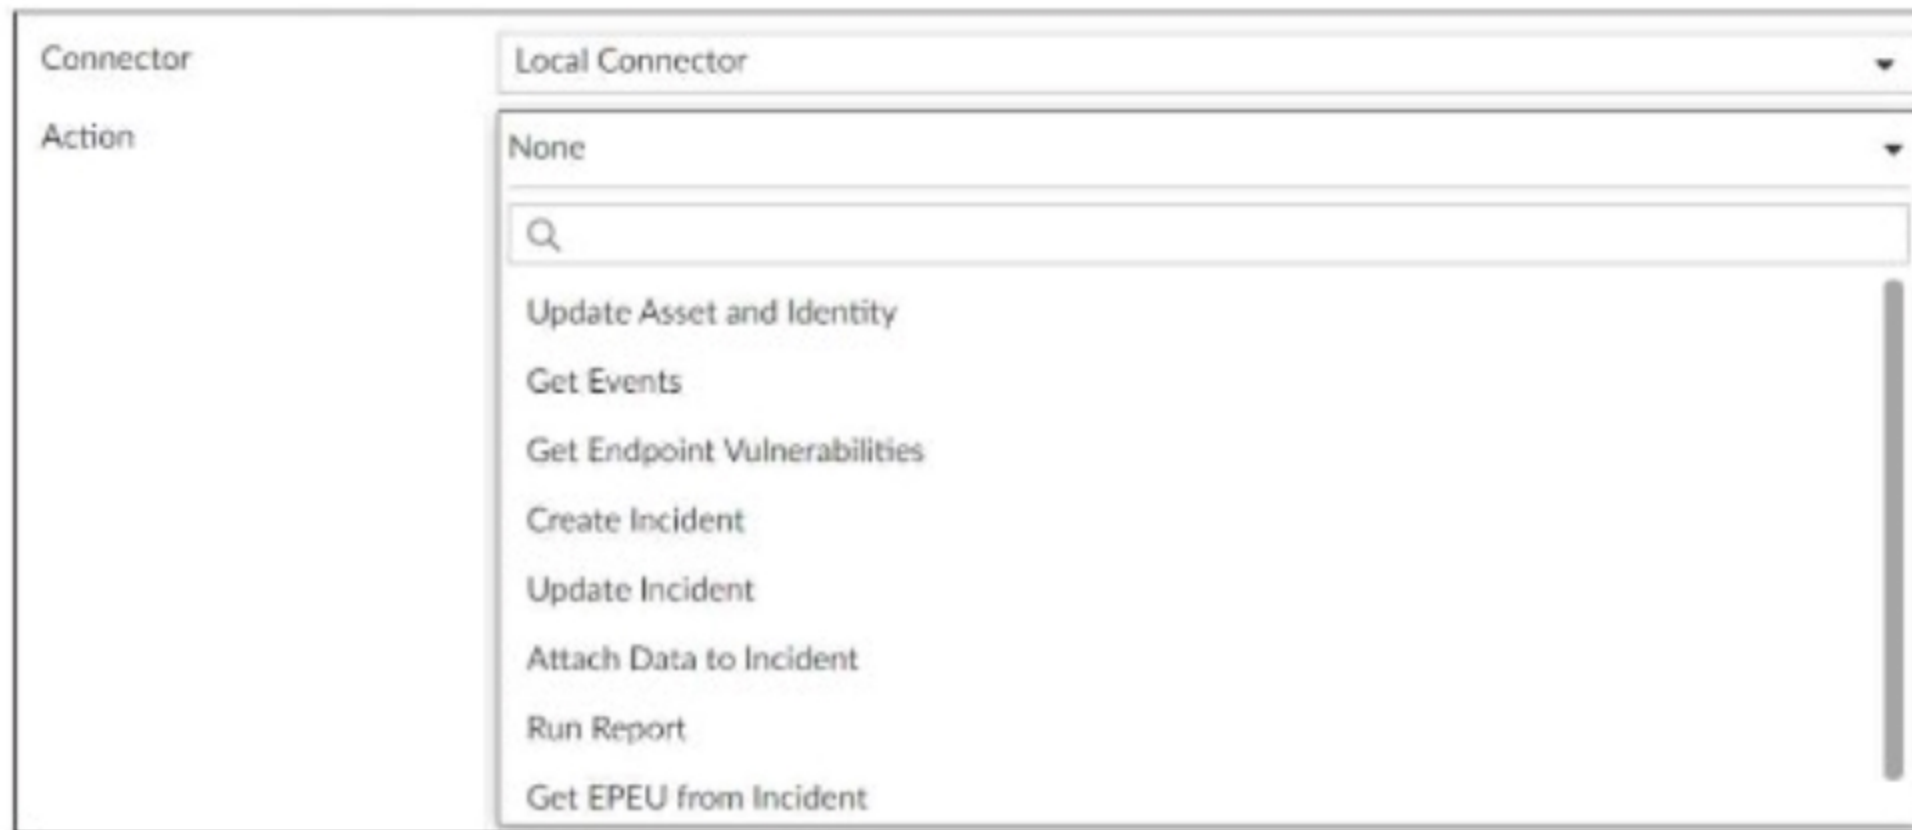 Connector
Local Connector
Action
None
Update Asset and Identity
Get Events
Get Endpoint Vulnerabilities
Create Incident
Update Incident
Attach Data to Incident
Run Report
Get EPEU from Incident